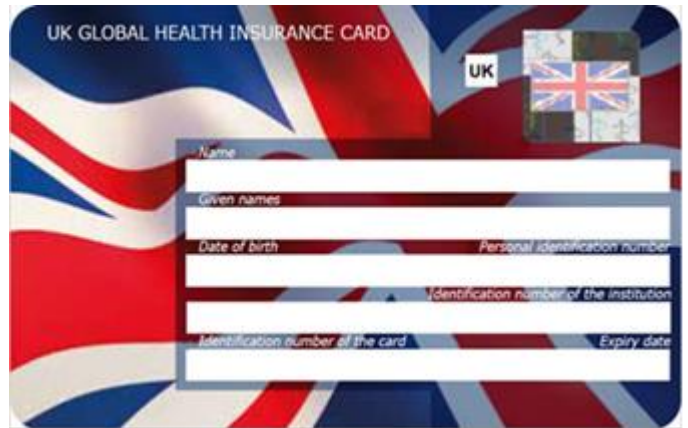 UK GLOBAL HEALTH INSURANCE CARD
UK
Name
Given names
Date of birth Personal identification number
Identification number of the institution
Identification number of the card Expiry date